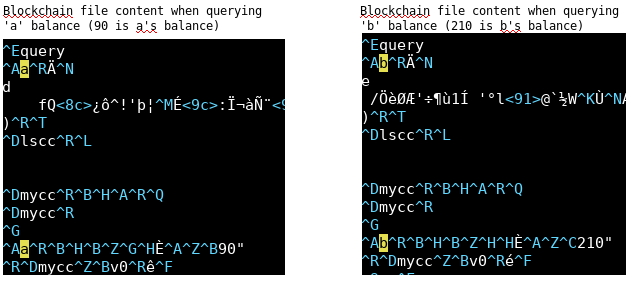 Blockchain file content when querying
'a' balance (90 is a's balance)
^Equery
^Aa^RÄ^N
d
fQ<8c>¿ô^!'þ¦^MÉ<9c>:Ï¬àÑ¨<9
)^R^T
^Dlscc^R^L
^Dmycc^R^B^H^A^R^Q
^Dmycc^R
^G
^Aa^R^B^H^B^Z^G^HÈ^A^Z^B90"
^R^Dmycc^Z^Bv0^Rê^F
Blockchain file content when querying
'b' balance (210 is b's balance)
^Equery
^Ab^RÄ^N
e
/ÖèØÆ'÷¶ù1Í '°l<91>@`½W^KÙ^NÁ
)^R^T
^Dlscc^R^L
^Dmycc^R^B^H^A^R^Q
^Dmycc^R
^G
^Ab^R^B^H^B^Z^H^HÈ^A^Z^C210"
^R^Dmycc^Z^Bv0^Ré^F